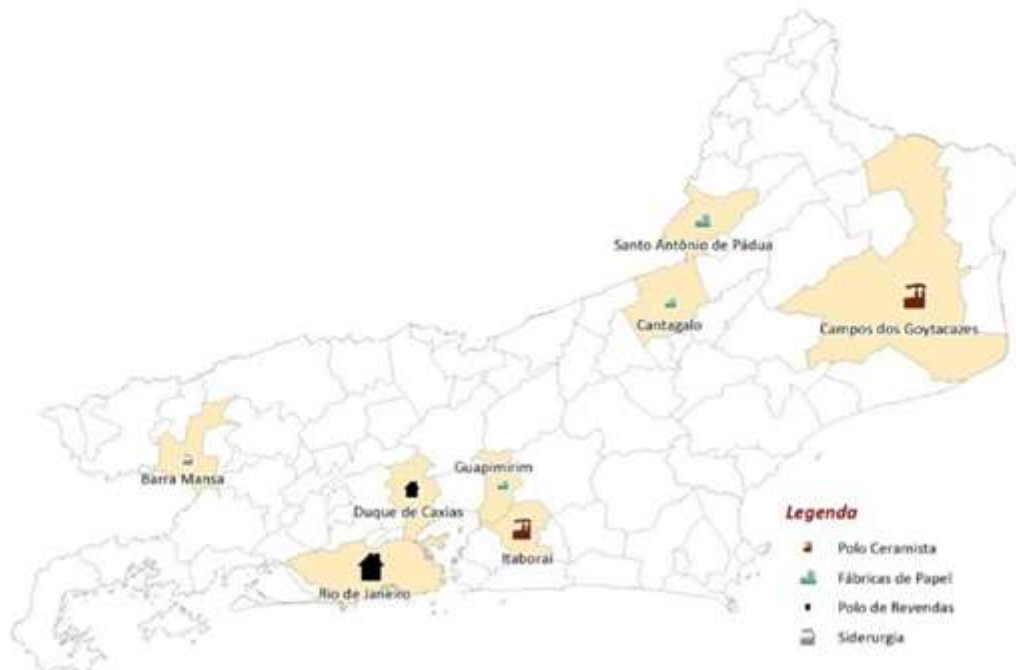 Santo Antônio de Pádua
Cantagalo
Campos dos Goytacazes
Barra Mansa
Guapimirim
Duque de Caxias
Itaboraí
Rio de Janeiro
Legenda
Polo Ceramista
Fábricas de Papel
Polo de Revendas
Siderurgia